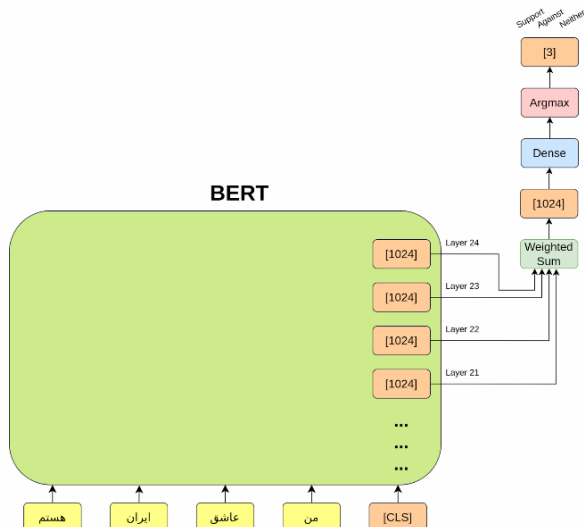 Support Against Neither
[3]
Argmax
Dense
[1024]
Weighted
Sum
BERT
[1024]
Layer 24
[1024]
Layer 23
[1024]
Layer 22
[1024]
Layer 21
...
...
...
[CLS] من عاشق ایران هستم